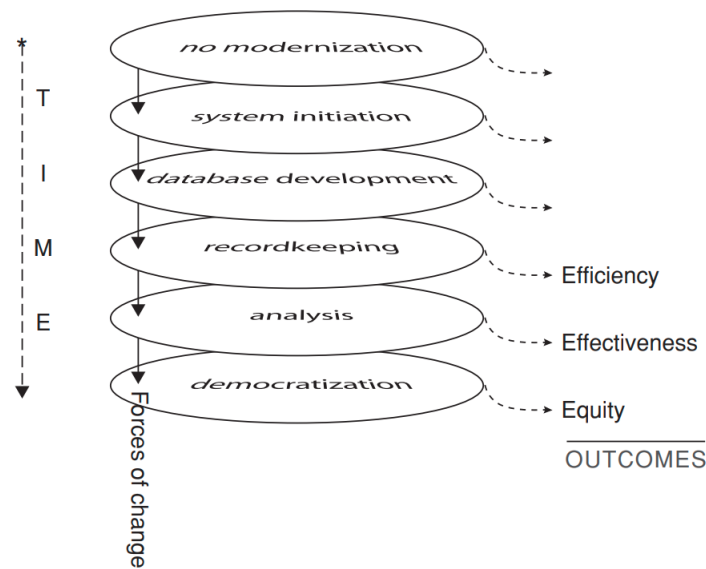 *
no modernization
T
system initiation
I
database development
M
recordkeeping
Efficiency
E
analysis
Effectiveness
democratization
Equity
Forces of change
OUTCOMES